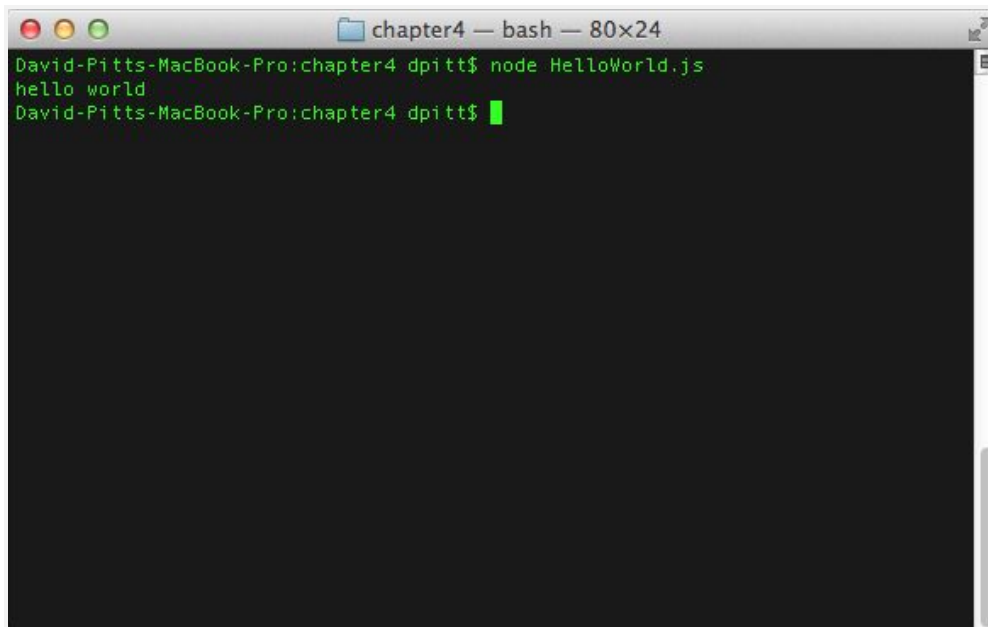 chapter4 — bash — 80×24
David-Pitts-MacBook-Pro:chapter4 dpitt$ node HelloWorld.js
hello world
David-Pitts-MacBook-Pro:chapter4 dpitt$